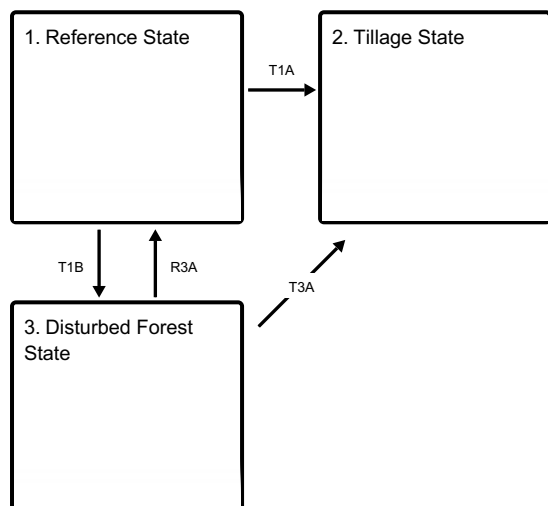 1. Reference State
2. Tillage State
T1A
T1B
R3A
T3A
3. Disturbed Forest
State